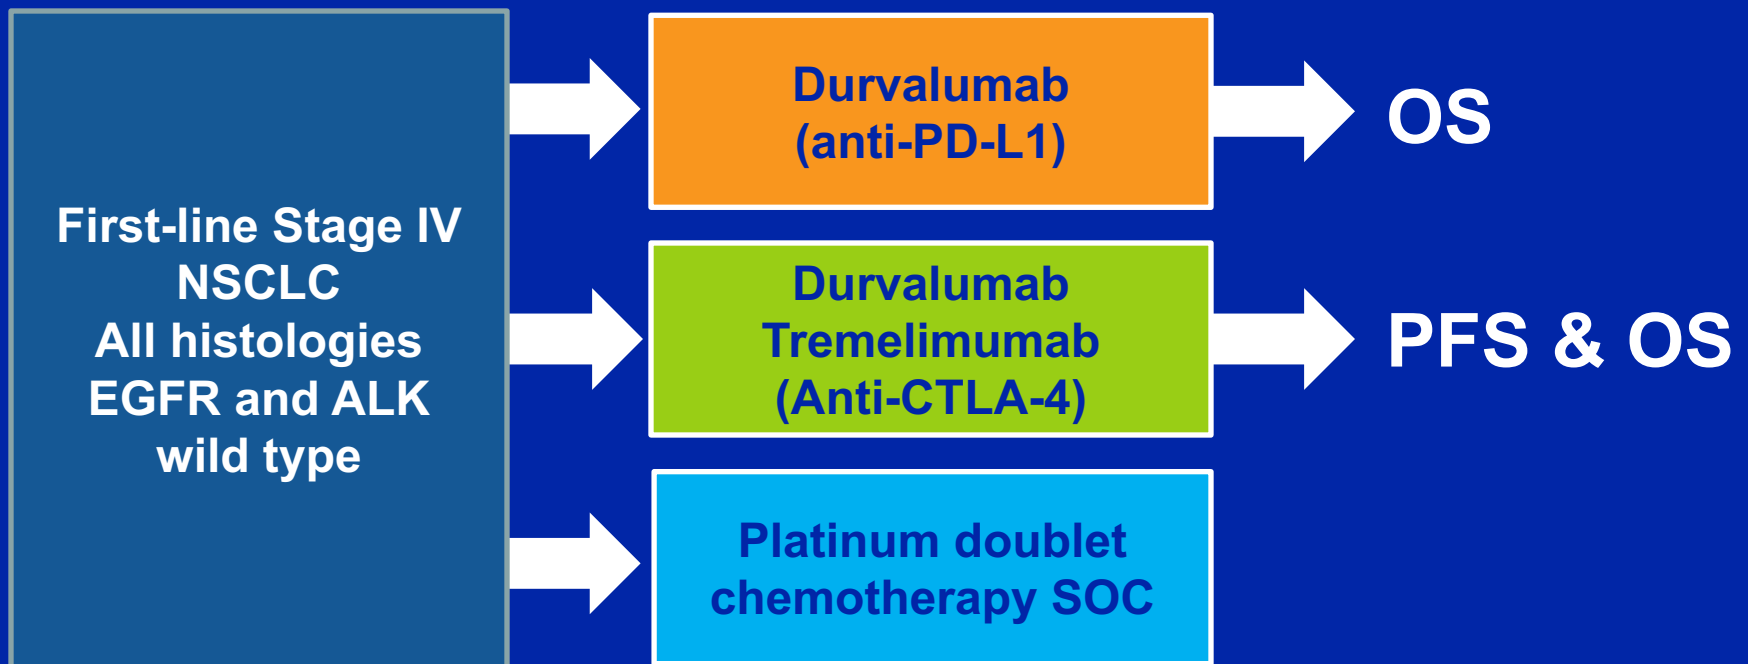 First-line Stage IV
NSCLC
All histologies
EGFR and ALK
wild type
Durvalumab
(anti-PD-L1)
OS
Durvalumab
Tremelimumab
(Anti-CTLA-4)
PFS & OS
Platinum doublet
chemotherapy SOC